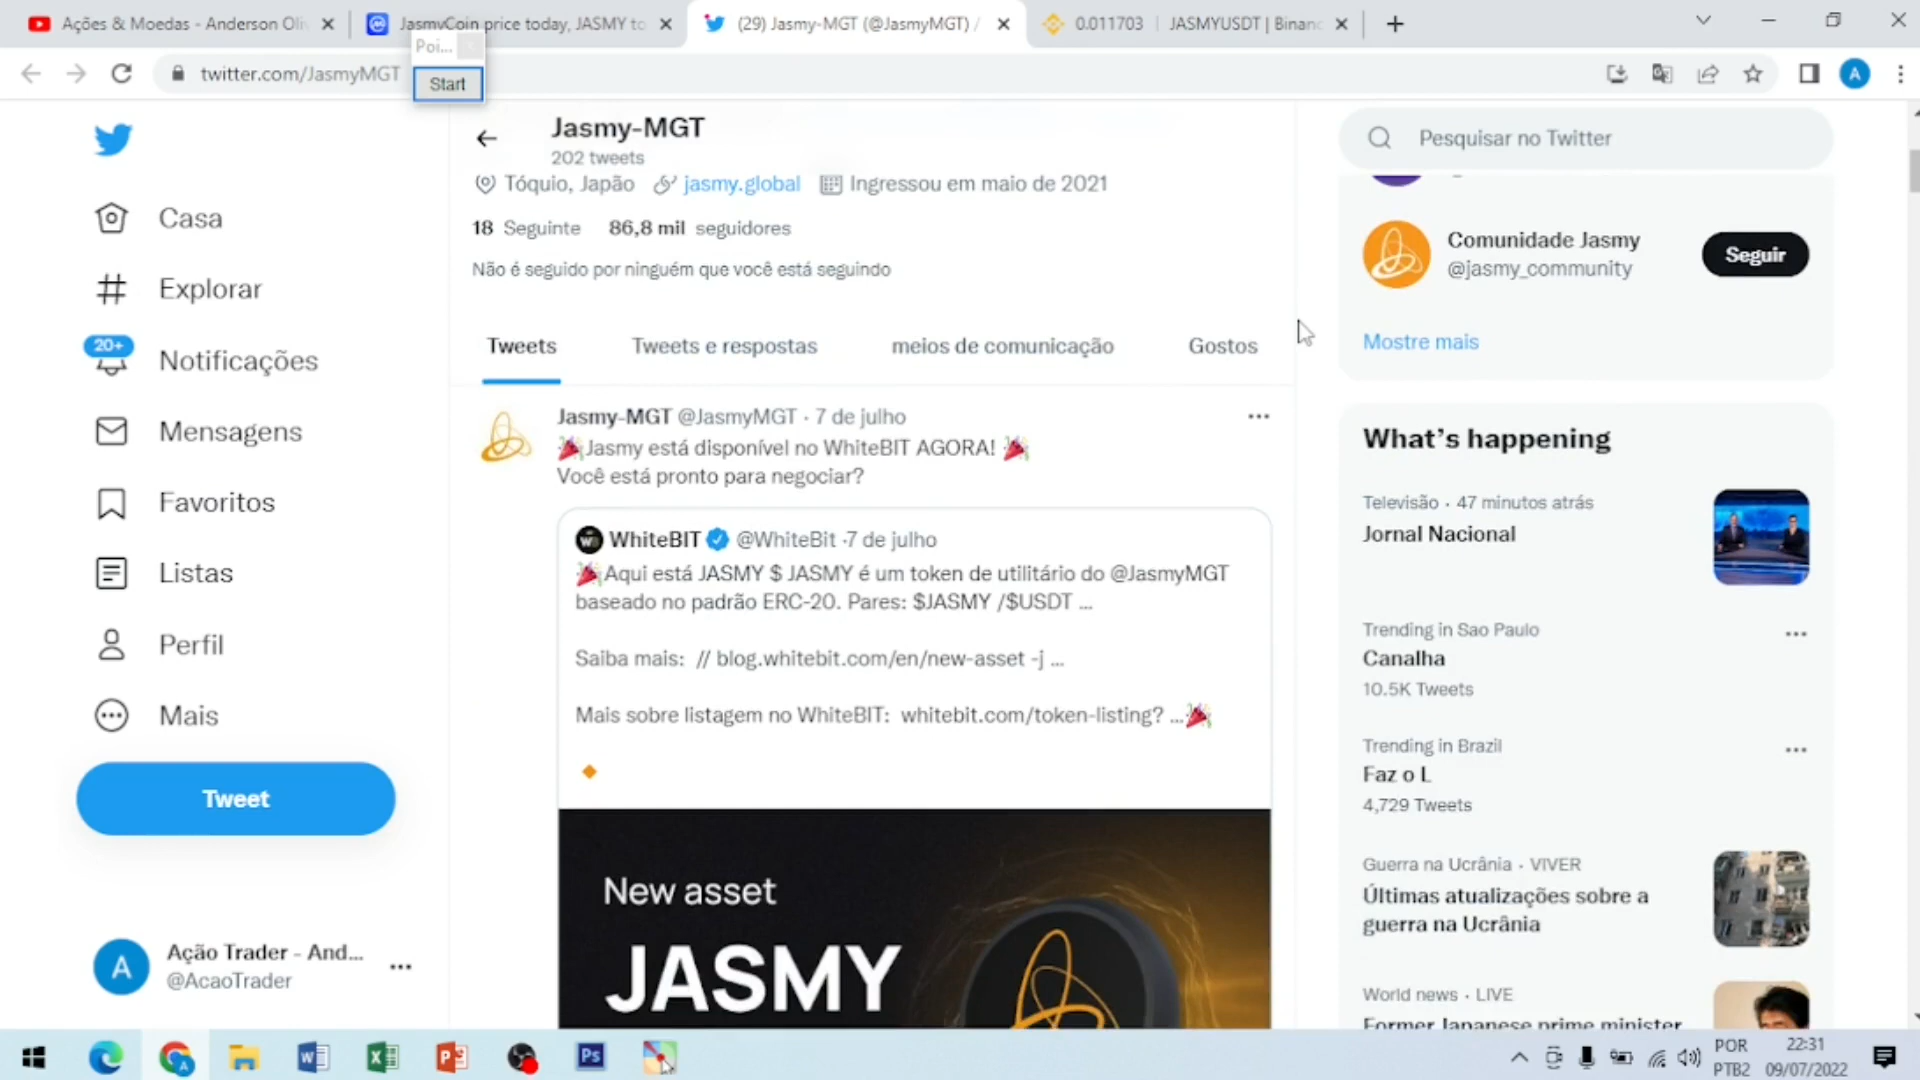 Ações & Moedas - Anderson Oli
JasmyCoin price today, JASMY to
(29) Jasmy-MGT (@JasmyMGT) /
0.011703 | JASMYUSDT | Binanc
Poi...
Start
twitter.com/JasmyMGT
A
Casa
Explorar
20+
Notificações
Mensagens
Favoritos
Listas
Perfil
Mais
Tweet
A
Ação Trader - And...
@AcaoTrader
Jasmy-MGT
202 tweets
Tóquio, Japão jasmy.global Ingressou em maio de 2021
18 Seguinte 86,8 mil seguidores
Não é seguido por ninguém que você está seguindo
Tweets Tweets e respostas meios de comunicação Gostos
Jasmy-MGT @JasmyMGT · 7 de julho
🎉Jasmy está disponível no WhiteBIT AGORA! 🎉
Você está pronto para negociar?
WhiteBIT @WhiteBit ·7 de julho
🎉Aqui está JASMY $ JASMY é um token de utilitário do @JasmyMGT
baseado no padrão ERC-20. Pares: $JASMY /$USDT ...
Saiba mais: // blog.whitebit.com/en/new-asset -j ...
Mais sobre listagem no WhiteBIT: whitebit.com/token-listing? ...🎉
🔸
New asset
JASMY
Pesquisar no Twitter
Comunidade Jasmy
@jasmy_community
Seguir
Mostre mais
What's happening
Televisão · 47 minutos atrás
Jornal Nacional
Trending in Sao Paulo
Canalha
10.5K Tweets
Trending in Brazil
Faz o L
4,729 Tweets
Guerra na Ucrânia · VIVER
Últimas atualizações sobre a
guerra na Ucrânia
World news · LIVE
Former Japanese prime minister
POR
PTB2
22:31
09/07/2022